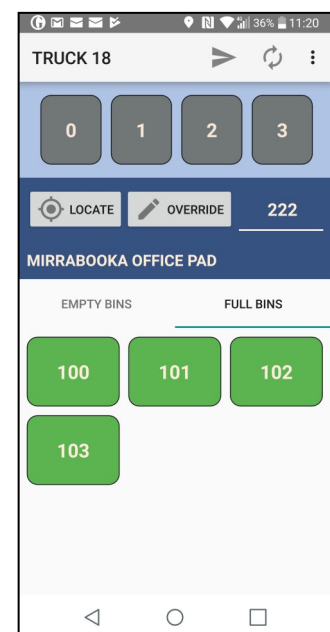 36% 11:20
TRUCK 18
0 1 2 3
LOCATE OVERRIDE 222
MIRRABOOKA OFFICE PAD
EMPTY BINS FULL BINS
100 101 102
103